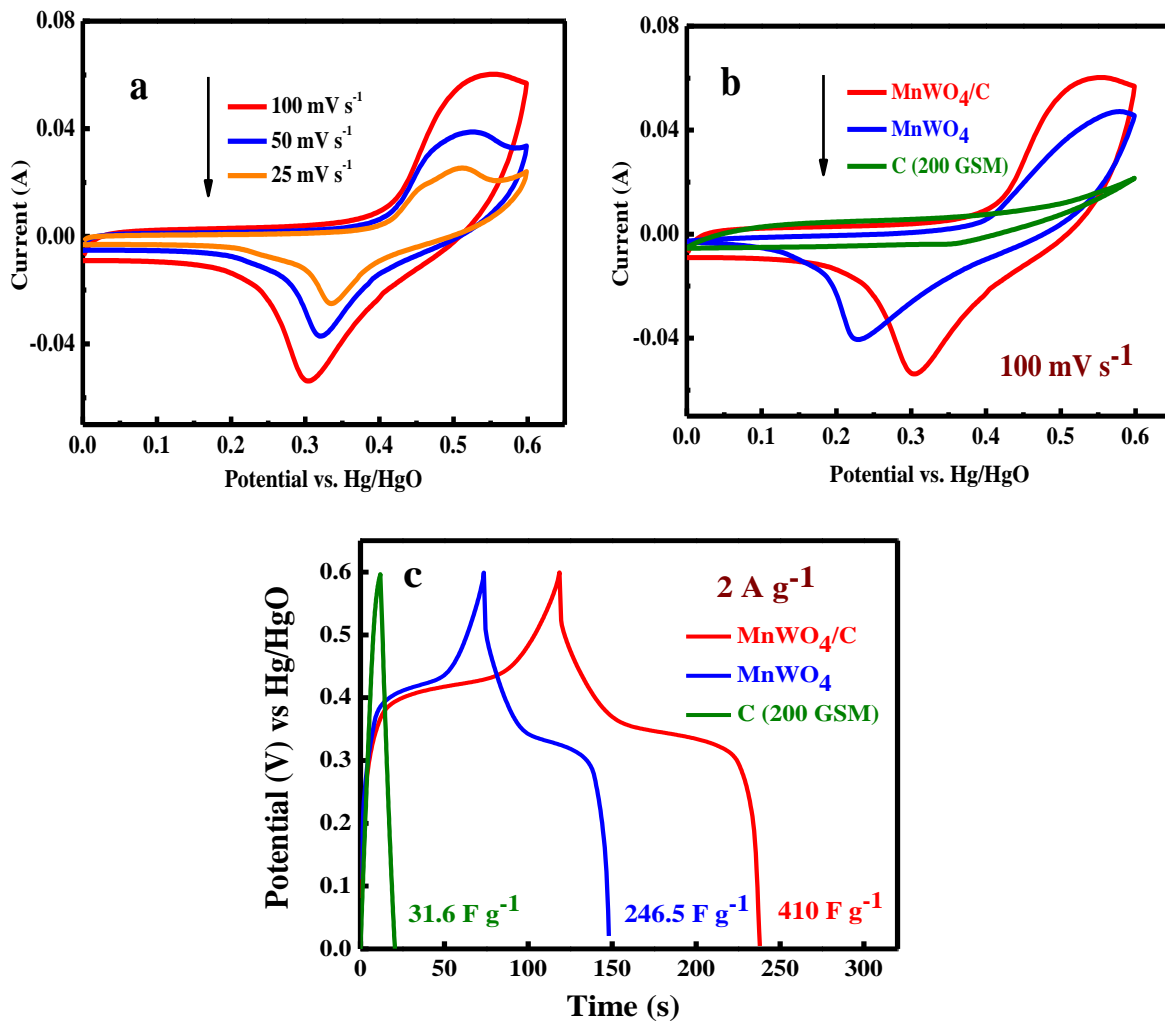 a
100 mV s-1
50 mV s-1
25 mV s-1
0.08
0.04
0.00
-0.04
Current (A)
0.0 0.1 0.2 0.3 0.4 0.5 0.6
Potential vs. Hg/HgO
b
MnWO4/C
MnWO4
C (200 GSM)
100 mV s-1
0.08
0.04
0.00
-0.04
Current (A)
0.0 0.1 0.2 0.3 0.4 0.5 0.6
Potential vs. Hg/HgO
c
2 A g-1
MnWO4/C
MnWO4
C (200 GSM)
31.6 F g-1 246.5 F g-1 410 F g-1
0.6
0.5
0.4
0.3
0.2
0.1
0.0
Potential (V) vs Hg/HgO
0 50 100 150 200 250 300
Time (s)